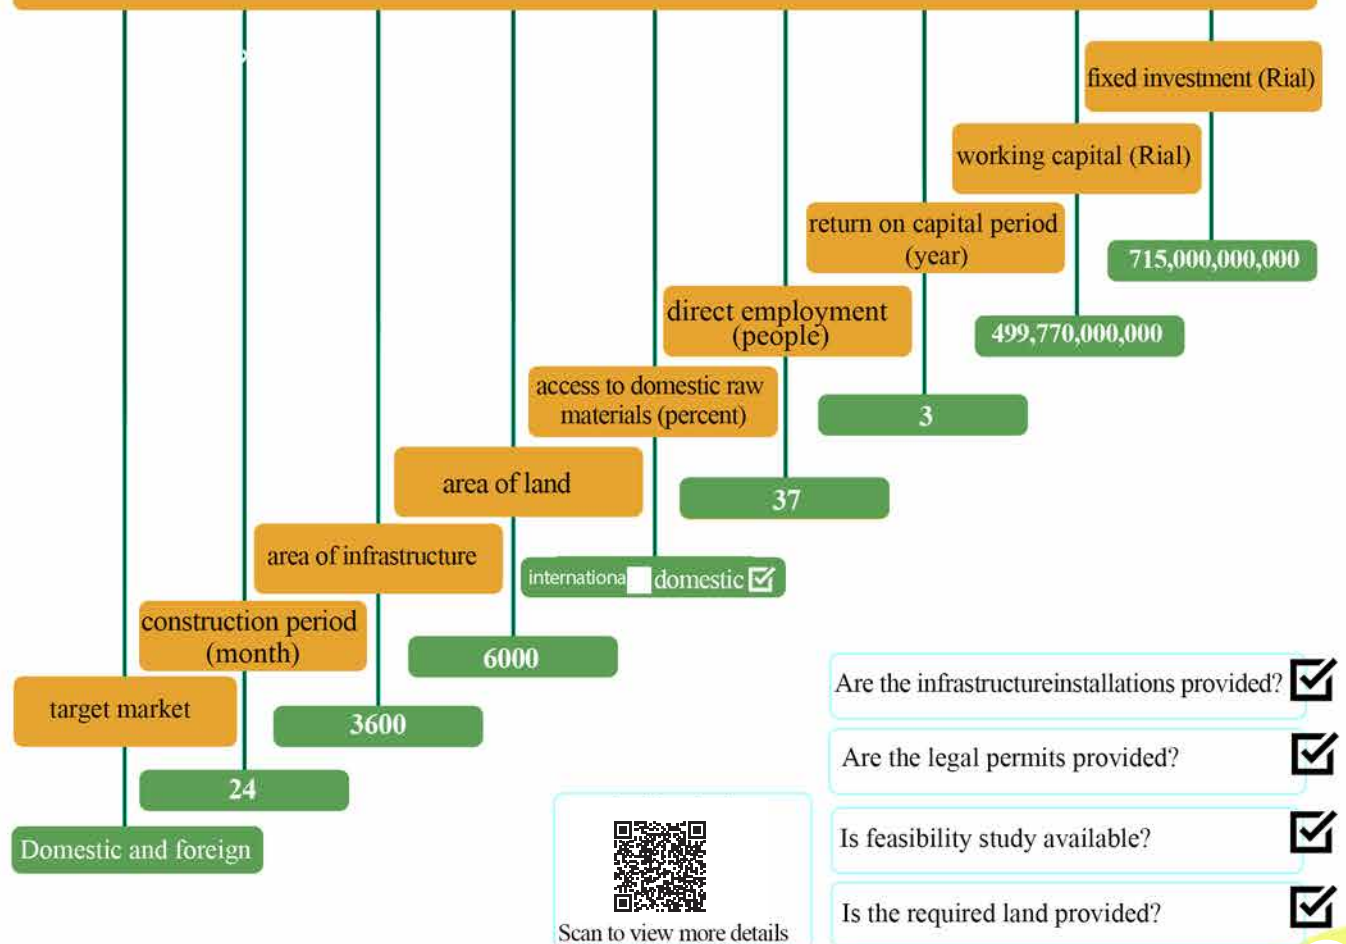 fixed investment (Rial)
715,000,000,000
working capital (Rial)
499,770,000,000
return on capital period
(year)
3
direct employment
(people)
37
access to domestic raw
materials (percent)
internationa domestic
area of land
6000
area of infrastructure
3600
construction period
(month)
24
target market
Domestic and foreign
Are the infrastructureinstallations provided?
Are the legal permits provided?
Is feasibility study available?
Is the required land provided?
Scan to view more details